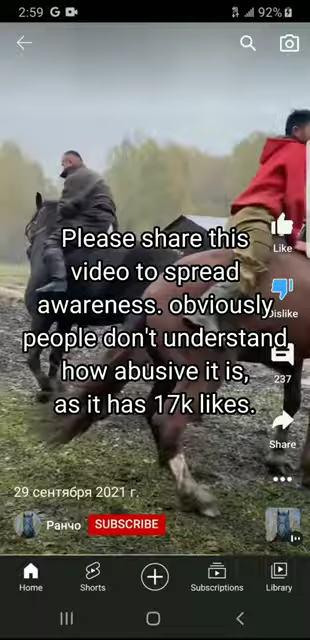 2:59 G 92%
Please share this
video to spread
awareness. obviously
people don't understand
how abusive it is,
as it has 17k likes.
Like
Dislike
237
Share
29 сентября 2021 г.
Ранчо SUBSCRIBE
Home Shorts Subscriptions Library